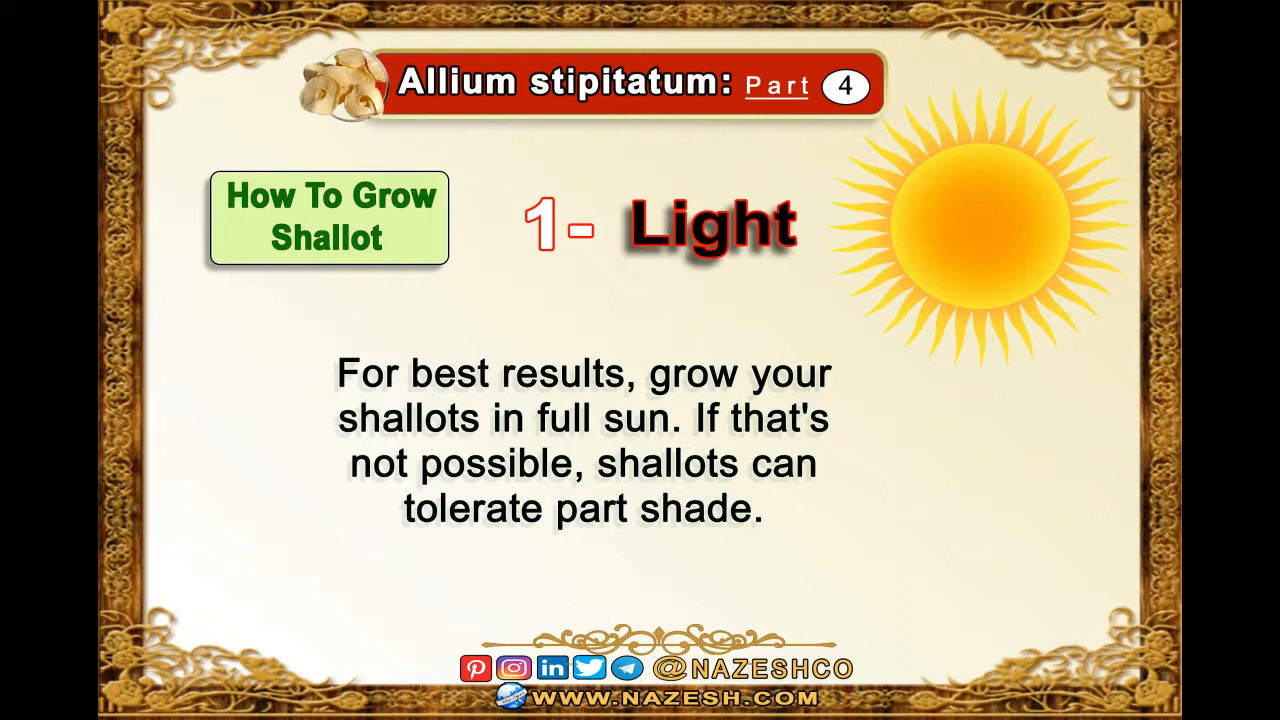 Allium stipitatum: Part 4
How To Grow
Shallot
1- Light
For best results, grow your
shallots in full sun. If that's
not possible, shallots can
tolerate part shade.
@NAZESHCO
WWW.NAZESH.COM